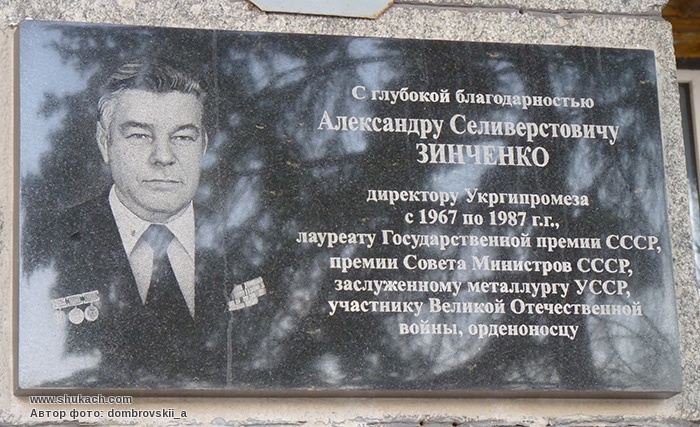 С глубокой благодарностью
Александру Селиверстовичу
ЗИНЧЕНКО
директору Укргипромеза
с 1967 по 1987 г.г.,
лауреату Государственной премии СССР,
премии Совета Министров СССР,
заслуженному металлургу УССР,
участнику Великой Отечественной
войны, орденоносцу
www.shukach.com
Автор фото: dombrovskii_a